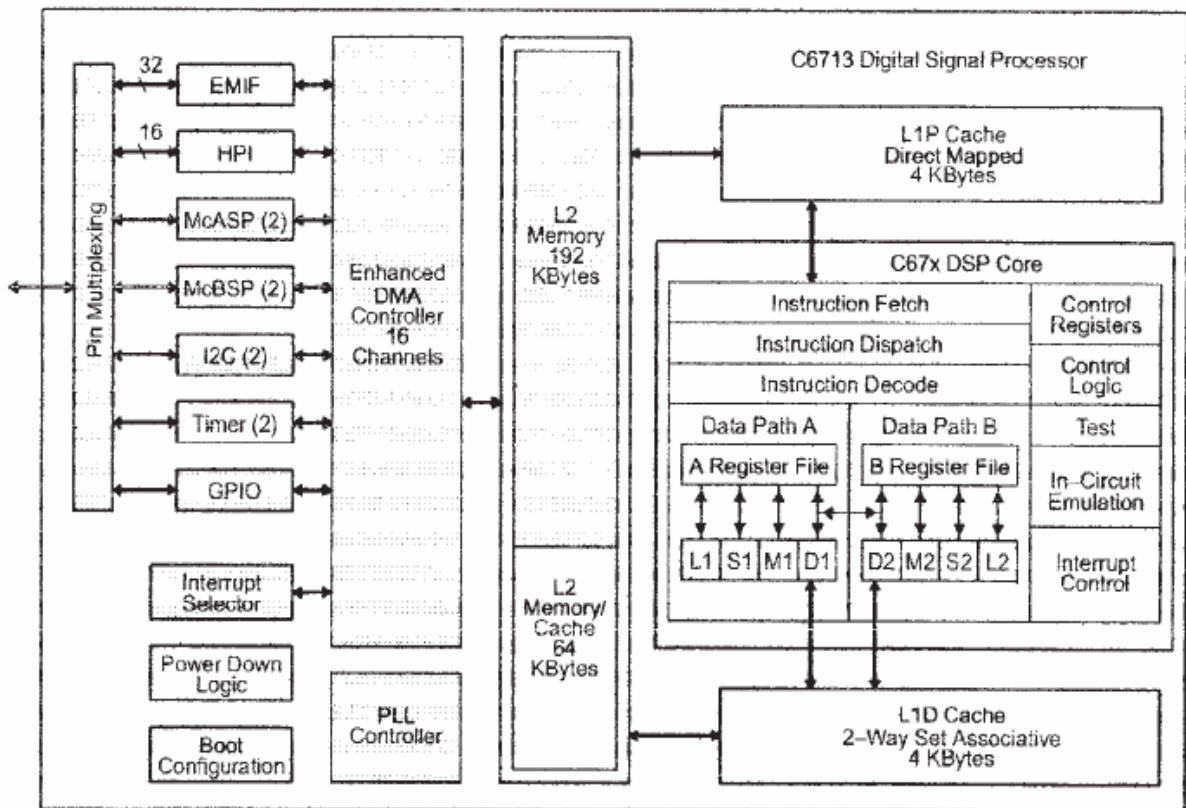 C6713 Digital Signal Processor
32
EMIF
16
HPI
McASP (2)
McBSP (2)
I2C (2)
Timer (2)
GPIO
Pin Multiplexing
Interrupt
Selector
Power Down
Logic
Boot
Configuration
Enhanced
DMA
Controller
16
Channels
PLL
Controller
L2
Memory
192
KBytes
L2
Memory/
Cache
64
KBytes
L1P Cache
Direct Mapped
4 KBytes
C67x DSP Core
Instruction Fetch
Instruction Dispatch
Instruction Decode
Data Path A
Data Path B
A Register File
B Register File
L1 S1 M1 D1
D2 M2 S2 L2
Control
Registers
Control
Logic
Test
In–Circuit
Emulation
Interrupt
Control
L1D Cache
2–Way Set Associative
4 KBytes